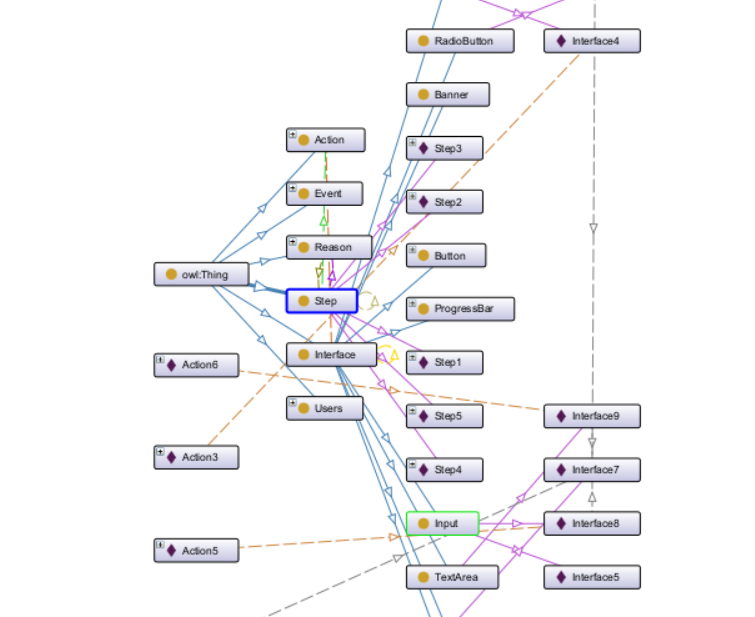 RadioButton
Interface4
Banner
Action
Step3
Event
Step2
Reason
Button
owl:Thing
Step
ProgressBar
Interface
Step1
Action6
Users
Step5
Interface9
Action3
Step4
Interface7
Input
Interface8
Action5
TextArea
Interface5